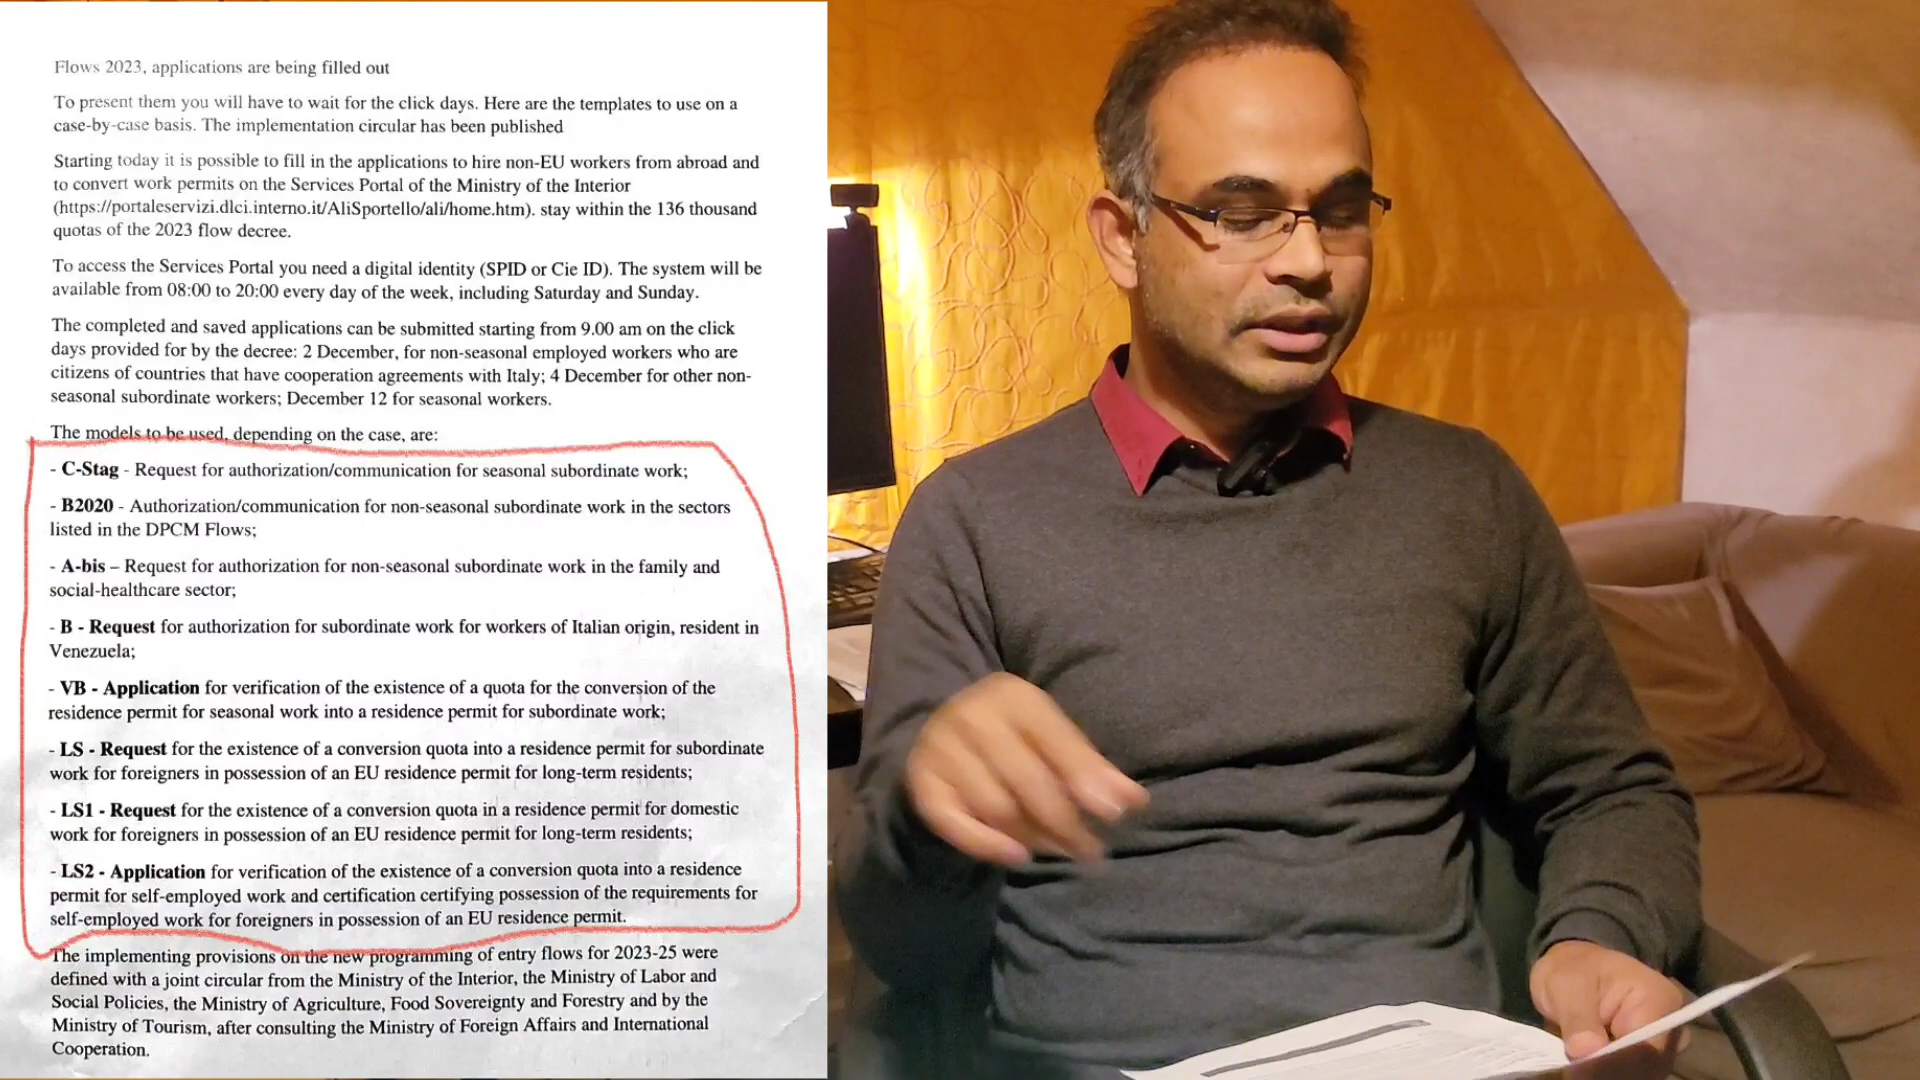 Flows 2023, applications are being filled out
To present them you will have to wait for the click days. Here are the templates to use on a
case-by-case basis. The implementation circular has been published
Starting today it is possible to fill in the applications to hire non-EU workers from abroad and
to convert work permits on the Services Portal of the Ministry of the Interior
(https://portaleservizi.dlci.interno.it/AliSportello/ali/home.htm). stay within the 136 thousand
quotas of the 2023 flow decree.
To access the Services Portal you need a digital identity (SPID or Cie ID). The system will be
available from 08:00 to 20:00 every day of the week, including Saturday and Sunday.
The completed and saved applications can be submitted starting from 9.00 am on the click
days provided for by the decree: 2 December, for non-seasonal employed workers who are
citizens of countries that have cooperation agreements with Italy; 4 December for other non-
seasonal subordinate workers; December 12 for seasonal workers.
The models to be used, depending on the case, are:
- C-Stag - Request for authorization/communication for seasonal subordinate work;
- B2020 - Authorization/communication for non-seasonal subordinate work in the sectors
listed in the DPCM Flows;
- A-bis – Request for authorization for non-seasonal subordinate work in the family and
social-healthcare sector;
- B - Request for authorization for subordinate work for workers of Italian origin, resident in
Venezuela;
- VB - Application for verification of the existence of a quota for the conversion of the
residence permit for seasonal work into a residence permit for subordinate work;
- LS - Request for the existence of a conversion quota into a residence permit for subordinate
work for foreigners in possession of an EU residence permit for long-term residents;
- LS1 - Request for the existence of a conversion quota in a residence permit for domestic
work for foreigners in possession of an EU residence permit for long-term residents;
- LS2 - Application for verification of the existence of a conversion quota into a residence
permit for self-employed work and certification certifying possession of the requirements for
self-employed work for foreigners in possession of an EU residence permit.
The implementing provisions on the new programming of entry flows for 2023-25 were
defined with a joint circular from the Ministry of the Interior, the Ministry of Labor and
Social Policies, the Ministry of Agriculture, Food Sovereignty and Forestry and by the
Ministry of Tourism, after consulting the Ministry of Foreign Affairs and International
Cooperation.